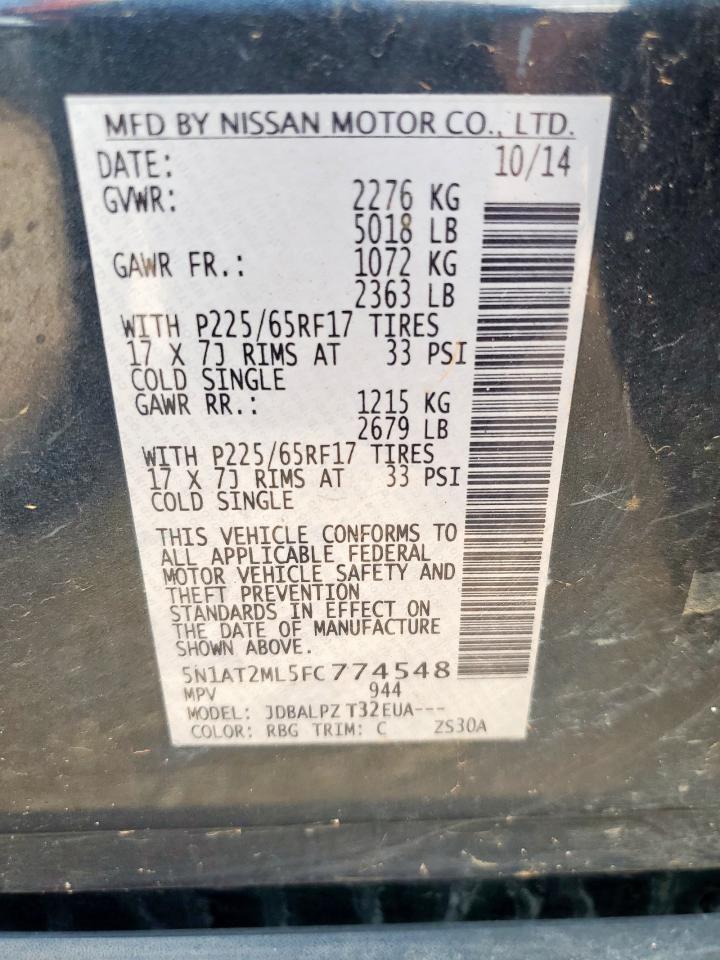 MFD BY NISSAN MOTOR CO., LTD.
DATE: 10/14
GVWR: 2276 KG
5018 LB
GAWR FR.: 1072 KG
2363 LB
WITH P225/65RF17 TIRES
17 X 7J RIMS AT 33 PSI
COLD SINGLE
GAWR RR.: 1215 KG
2679 LB
WITH P225/65RF17 TIRES
17 X 7J RIMS AT 33 PSI
COLD SINGLE
THIS VEHICLE CONFORMS TO
ALL APPLICABLE FEDERAL
MOTOR VEHICLE SAFETY AND
THEFT PREVENTION
STANDARDS IN EFFECT ON
THE DATE OF MANUFACTURE
SHOWN ABOVE.
5N1AT2ML5FC774548
MPV 944
MODEL: JDBALPZ T32EUA---
COLOR: RBG TRIM: C ZS30A